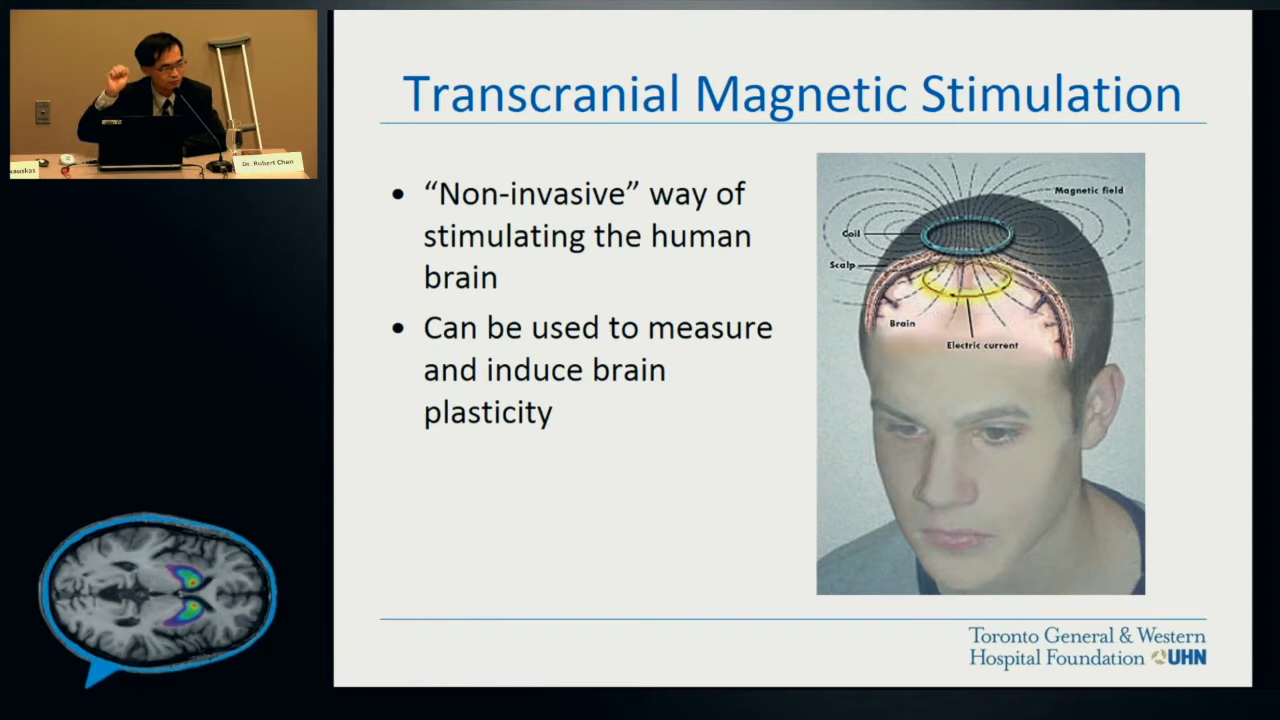 Transcranial Magnetic Stimulation
• “Non-invasive” way of
stimulating the human
brain
• Can be used to measure
and induce brain
plasticity
Magnetic field
Coil
Scalp
Brain
Electric current
Toronto General & Western
Hospital Foundation UHN
kauskas
Dr. Robert Chen